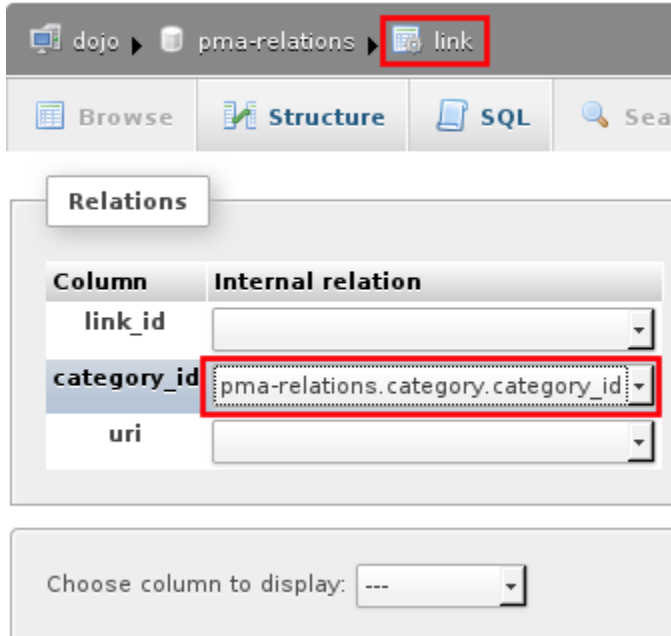 dojo pma-relations link
Browse Structure SQL Sea
Relations
Column Internal relation
link_id
category_id pma-relations.category.category_id
uri
Choose column to display: ---